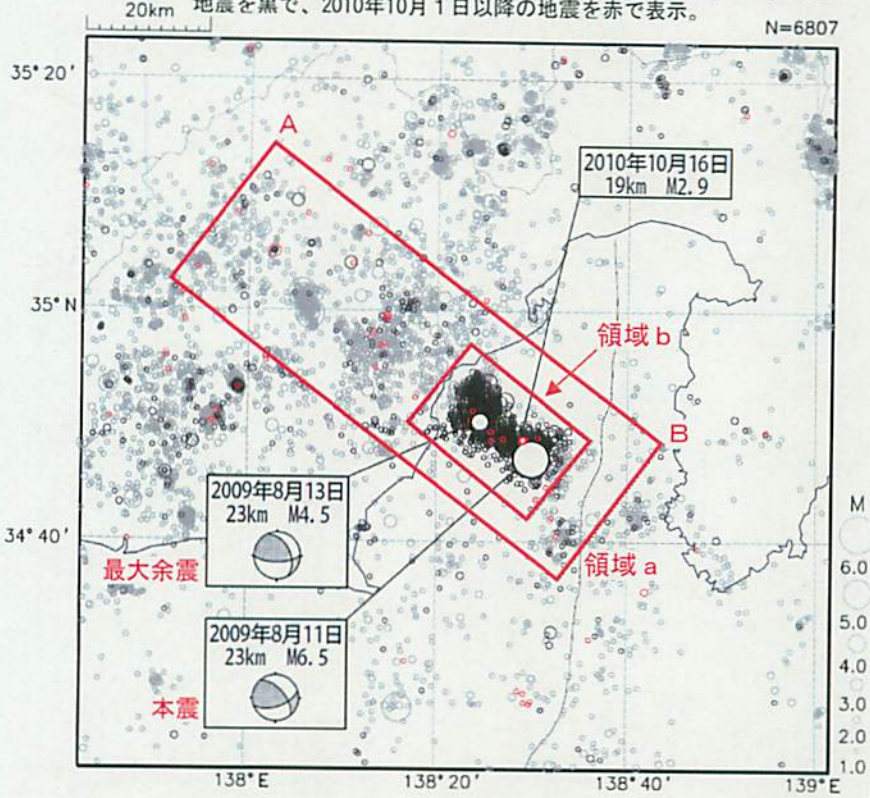 地震を黒で、2010年10月1日以降の地震を赤で表示。
20km
N=6807
35°20'
A
2010年10月16日
19km M2.9
35°N
領域b
B
2009年8月13日
23km M4.5
34°40'
最大余震
領域a
M
6.0
2009年8月11日
23km M6.5
5.0
本震
4.0
3.0
2.0
1.0
138°E
138°20'
138°40'
139°E